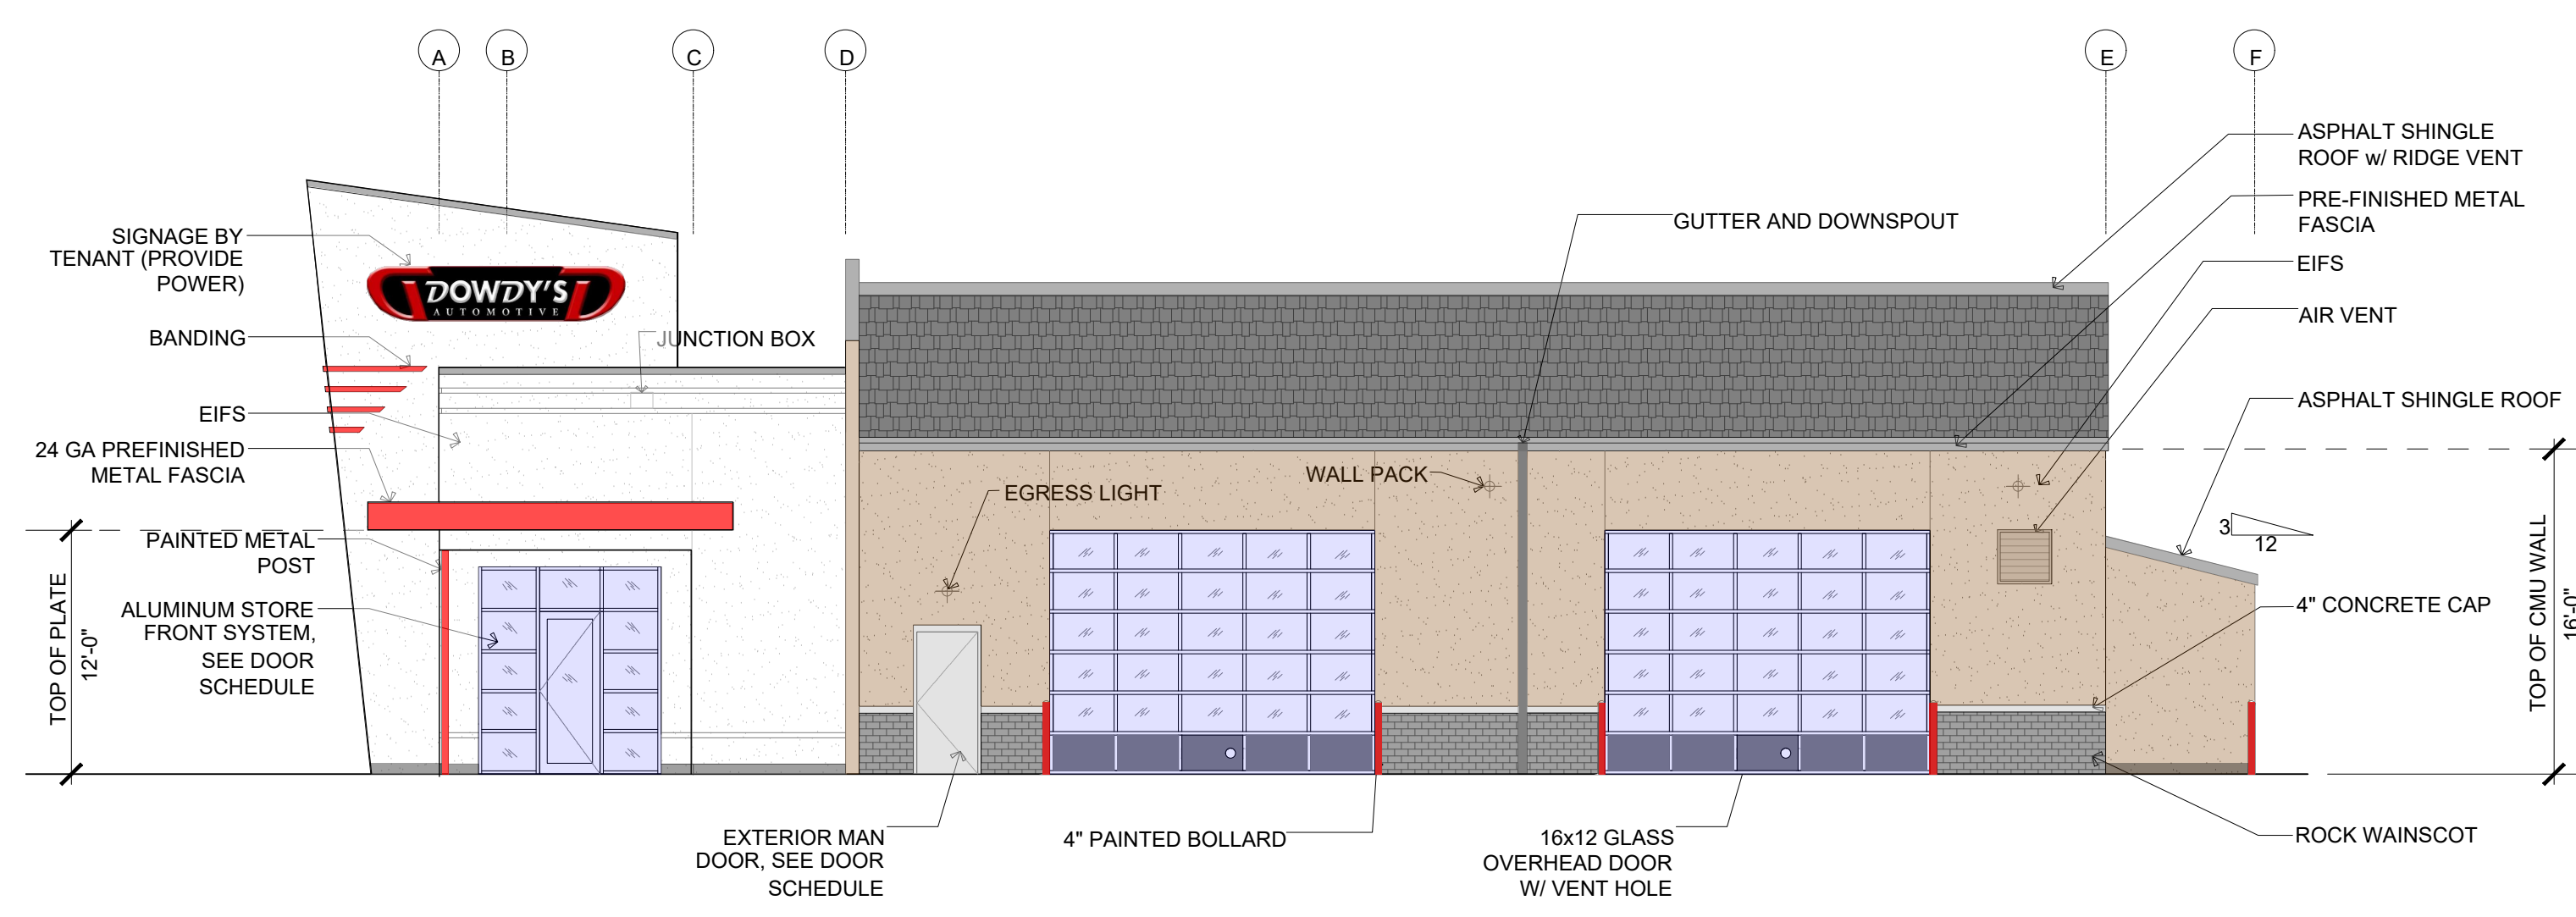 A
B
C
D
E
F
SIGNAGE BY
TENANT (PROVIDE
POWER)
DOWDY'S
AUTOMOTIVE
BANDING
JUNCTION BOX
EIFS
24 GA PREFINISHED
METAL FASCIA
PAINTED METAL
POST
ALUMINUM STORE
FRONT SYSTEM,
SEE DOOR
SCHEDULE
TOP OF PLATE
12'-0"
EGRESS LIGHT
WALL PACK
GUTTER AND DOWNSPOUT
ASPHALT SHINGLE
ROOF w/ RIDGE VENT
PRE-FINISHED METAL
FASCIA
EIFS
AIR VENT
ASPHALT SHINGLE ROOF
3
12
4" CONCRETE CAP
TOP OF CMU WALL
16'-0"
ROCK WAINSCOT
EXTERIOR MAN
DOOR, SEE DOOR
SCHEDULE
4" PAINTED BOLLARD
16x12 GLASS
OVERHEAD DOOR
W/ VENT HOLE